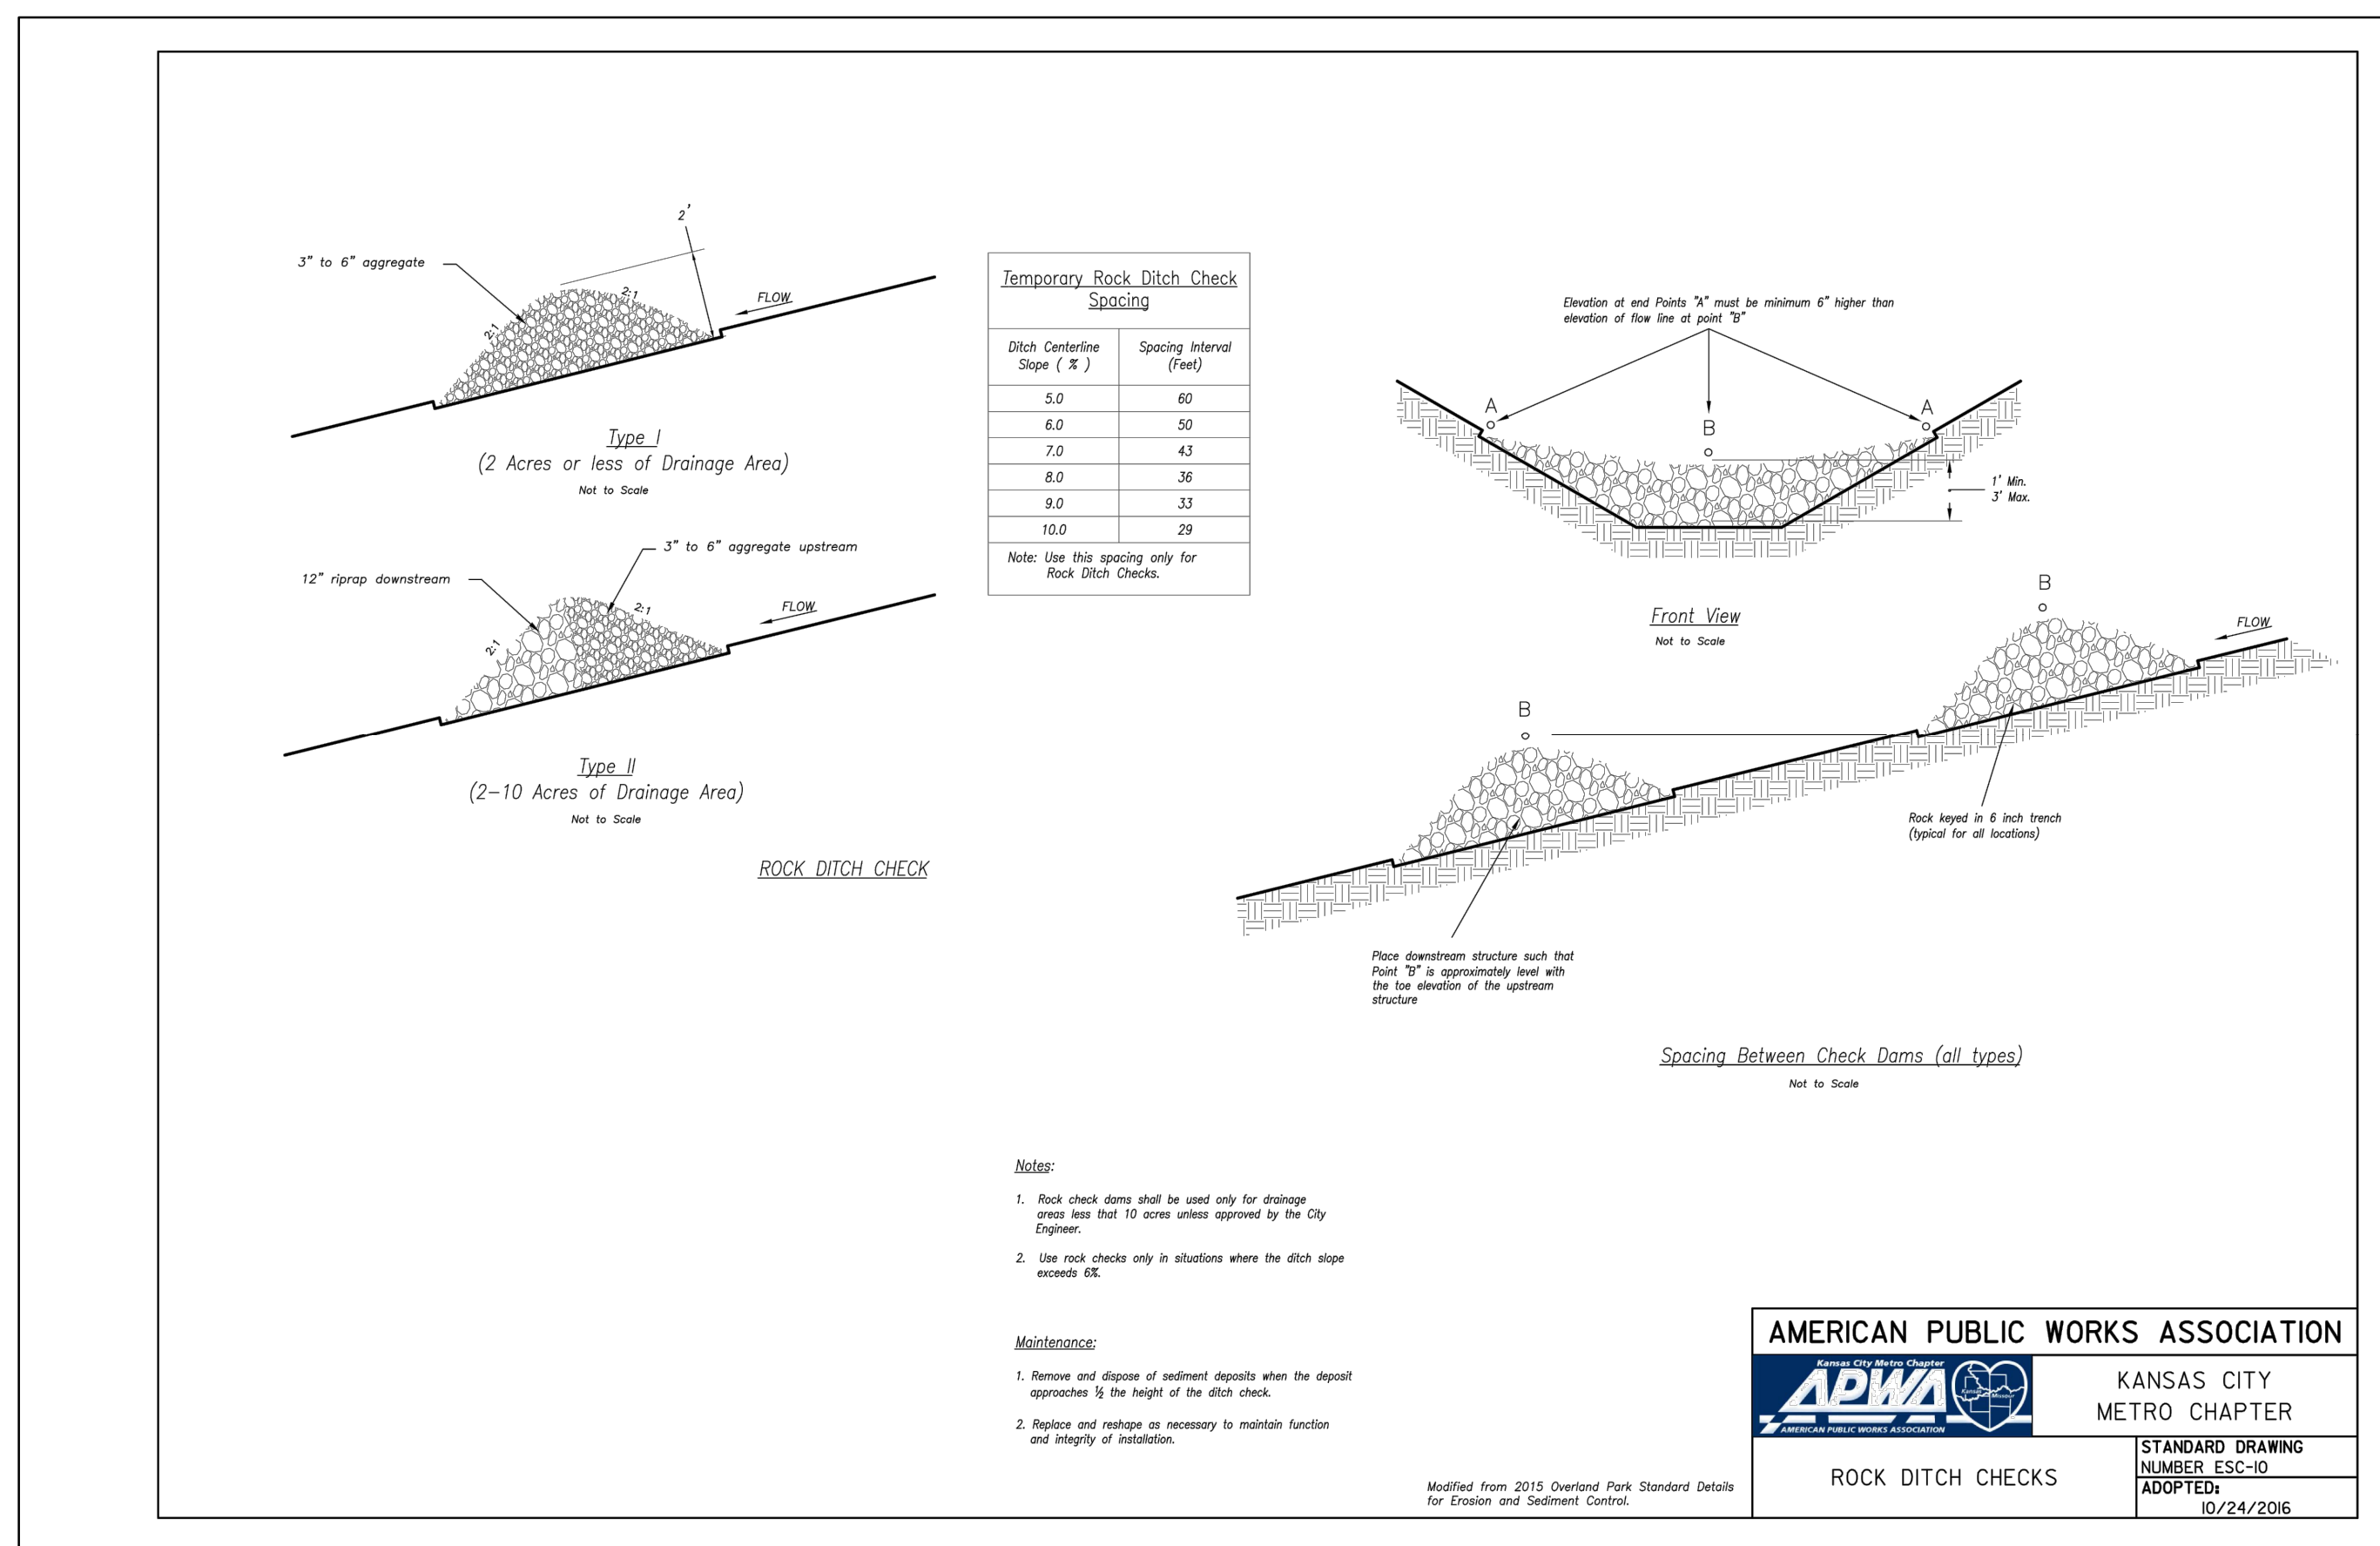 2'
3" to 6" aggregate
2:1
2:1
FLOW
Type I
(2 Acres or less of Drainage Area)
Not to Scale
3" to 6" aggregate upstream
12" riprap downstream
2:1
2:1
FLOW
Type II
(2-10 Acres of Drainage Area)
Not to Scale
ROCK DITCH CHECK
Temporary Rock Ditch Check
Spacing
Ditch Centerline
Slope ( % )
Spacing Interval
(Feet)
5.0 60
6.0 50
7.0 43
8.0 36
9.0 33
10.0 29
Note: Use this spacing only for
Rock Ditch Checks.
Elevation at end Points "A" must be minimum 6" higher than
elevation of flow line at point "B"
A
B
A
1' Min.
3' Max.
Front View
Not to Scale
B
FLOW
B
Rock keyed in 6 inch trench
(typical for all locations)
Place downstream structure such that
Point "B" is approximately level with
the toe elevation of the upstream
structure
Spacing Between Check Dams (all types)
Not to Scale
Notes:
1. Rock check dams shall be used only for drainage
areas less that 10 acres unless approved by the City
Engineer.
2. Use rock checks only in situations where the ditch slope
exceeds 6%.
Maintenance:
1. Remove and dispose of sediment deposits when the deposit
approaches ½ the height of the ditch check.
2. Replace and reshape as necessary to maintain function
and integrity of installation.
Modified from 2015 Overland Park Standard Details
for Erosion and Sediment Control.
AMERICAN PUBLIC WORKS ASSOCIATION
Kansas City Metro Chapter
APWA
Kansas
Missouri
AMERICAN PUBLIC WORKS ASSOCIATION
KANSAS CITY
METRO CHAPTER
ROCK DITCH CHECKS
STANDARD DRAWING
NUMBER ESC-10
ADOPTED:
10/24/2016